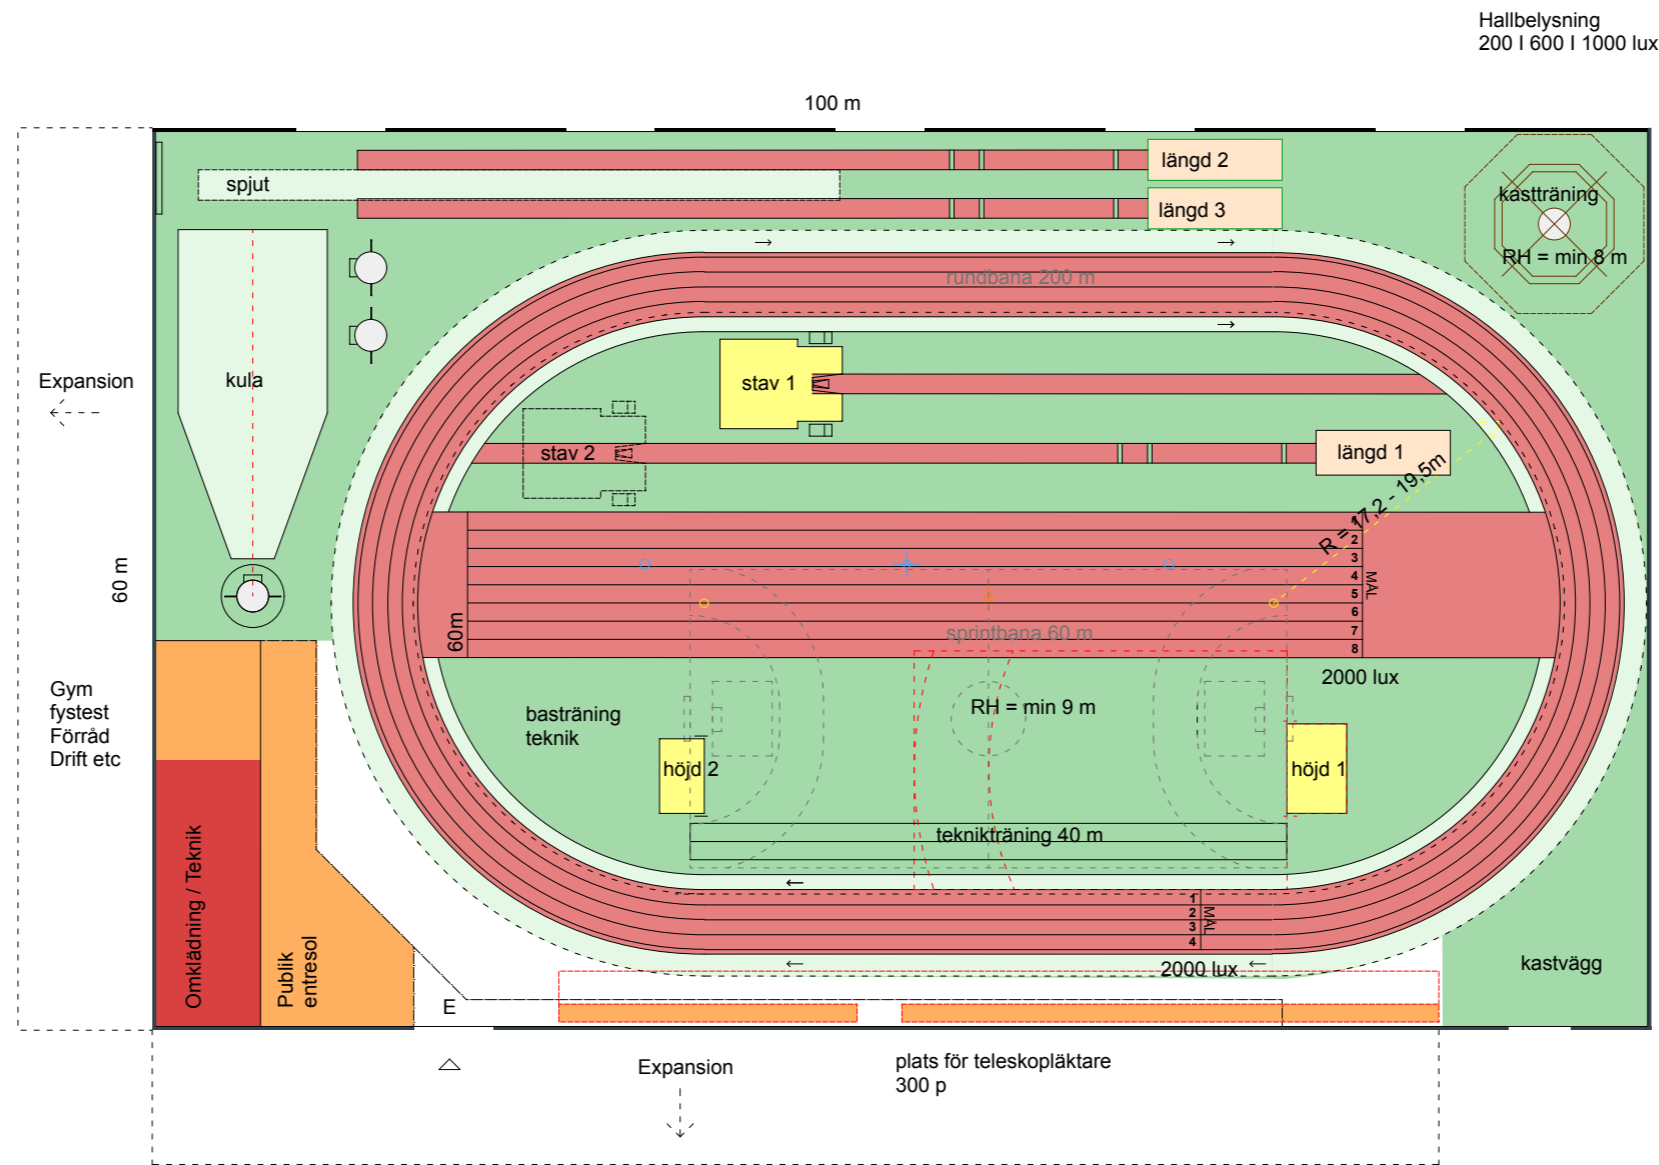 Hallbelysning
200 I 600 I 1000 lux
100 m
längd 2
spjut
längd 3
kastträning
RH = min 8 m
rundbana 200 m
Expansion
kula
stav 1
stav 2
längd 1
R = 17,2 - 19,5m
1
2
3
4
5
6
7
8
MÅL
60 m
60m
sprintbana 60 m
2000 lux
Gym
fystest
Förråd
Drift etc
basträning
teknik
RH = min 9 m
höjd 2
höjd 1
teknikträning 40 m
Omklädning / Teknik
Publik
entresol
1
2
3
4
MÅL
2000 lux
kastvägg
E
Expansion
plats för teleskopläktare
300 p